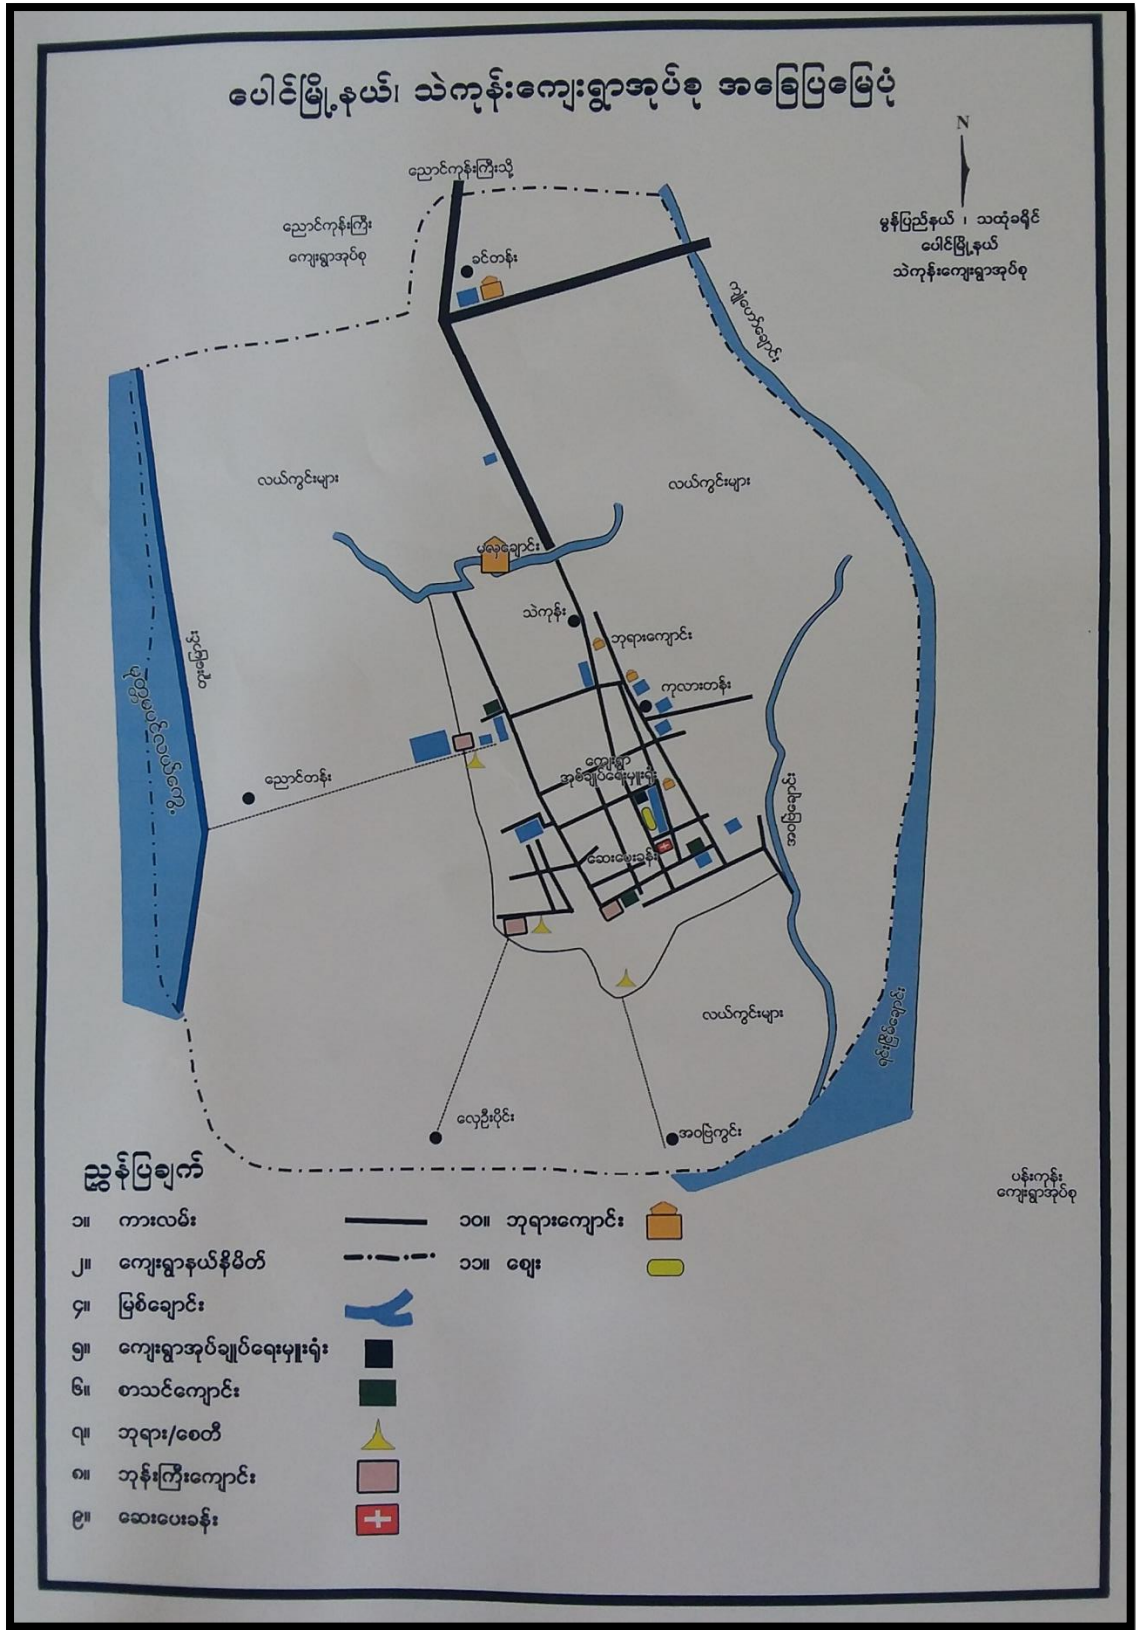 ပေါင်မြို့နယ်၊ သဲကုန်းကျေးရွာအုပ်စု အခြေပြမြေပုံ
N
မွန်ပြည်နယ် ၊ သထုံခရိုင်
ပေါင်မြို့နယ်
သဲကုန်းကျေးရွာအုပ်စု
ညောင်ကုန်းကြီးသို့
ညောင်ကုန်းကြီး
ကျေးရွာအုပ်စု
ခင်တန်း
ကျုံဟော်ချောင်း
လယ်ကွင်းများ
လယ်ကွင်းများ
သဲကုန်း
ဘုရားကျောင်း
ကုလားတန်း
ညောင်တန်း
ကျေးရွာ
အုပ်ချုပ်ရေးမှူးရုံး
ဆေးပေးခန်း
လယ်ကွင်းများ
ရင်းငြိမ်ချောင်း
လှေဦးပိုင်း
အဝဗြဲကွင်း
ပန်းကုန်း
ကျေးရွာအုပ်စု
ညွှန်ပြချက်
၁။ ကားလမ်း
၂။ ကျေးရွာနယ်နိမိတ်
၄။ မြစ်ချောင်း
၅။ ကျေးရွာအုပ်ချုပ်ရေးမှူးရုံး
၆။ စာသင်ကျောင်း
၇။ ဘုရား/စေတီ
၈။ ဘုန်းကြီးကျောင်း
၉။ ဆေးပေးခန်း
၁၀။ ဘုရားကျောင်း
၁၁။ ဈေး